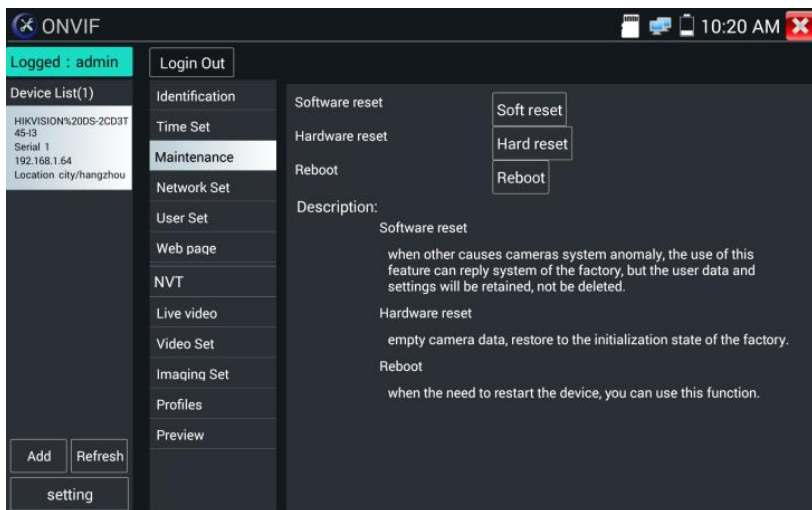 ONVIF
10:20 AM
Logged : admin
Login Out
Device List(1)
HIKVISION%20DS-2CD3T
45-I3
Serial 1
192.168.1.64
Location city/hangzhou
Add
Refresh
setting
Identification
Time Set
Maintenance
Network Set
User Set
Web page
NVT
Live video
Video Set
Imaging Set
Profiles
Preview
Software reset
Soft reset
Hardware reset
Hard reset
Reboot
Reboot
Description:
Software reset
when other causes cameras system anomaly, the use of this
feature can reply system of the factory, but the user data and
settings will be retained, not be deleted.
Hardware reset
empty camera data, restore to the initialization state of the factory.
Reboot
when the need to restart the device, you can use this function.